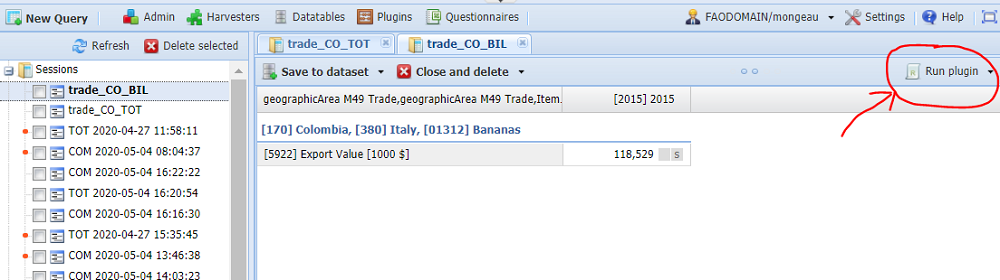 New Query Admin Harvesters Datatables Plugins Questionnaires FAODOMAIN/mongeau Settings Help
Refresh Delete selected
trade_CO_TOT trade_CO_BIL
Sessions
trade_CO_BIL
trade_CO_TOT
TOT 2020-04-27 11:58:11
COM 2020-05-04 08:04:37
COM 2020-05-04 16:22:22
TOT 2020-05-04 16:20:54
COM 2020-05-04 16:16:30
TOT 2020-04-27 15:35:45
COM 2020-05-04 13:46:38
COM 2020-05-04 14:03:23
Save to dataset Close and delete Run plugin
geographicArea M49 Trade,geographicArea M49 Trade,Item. [2015] 2015
[170] Colombia, [380] Italy, [01312] Bananas
[5922] Export Value [1000 $] 118,529 s